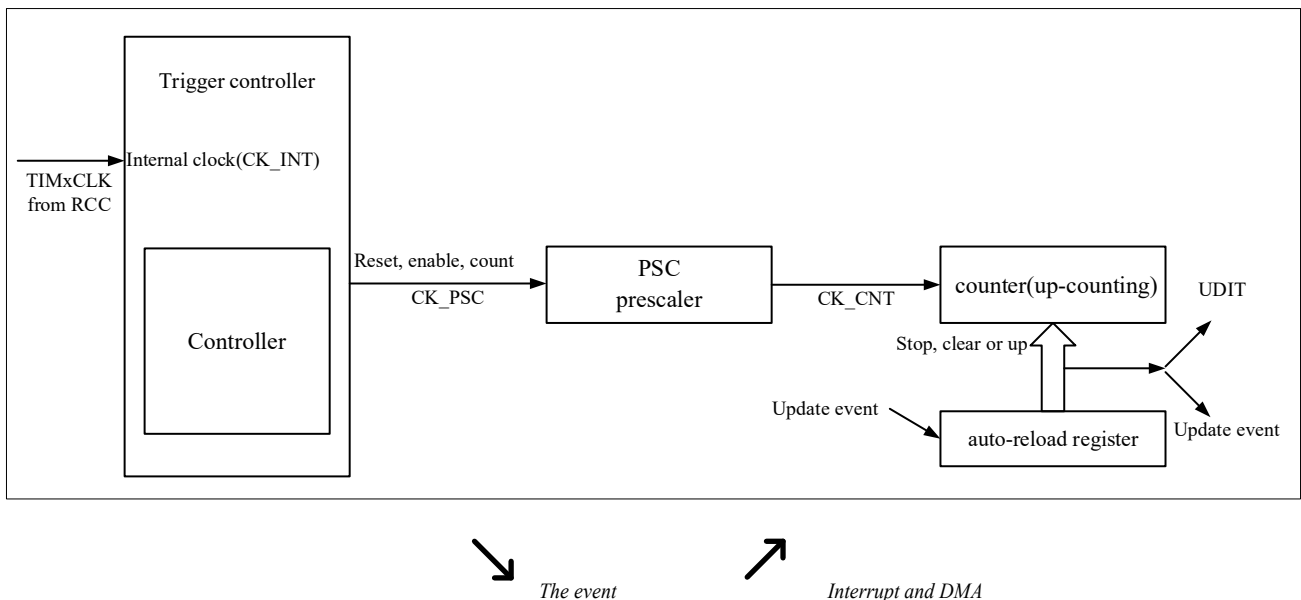 Trigger controller
Internal clock(CK_INT)
TIMxCLK
from RCC
Controller
Reset, enable, count
CK_PSC
PSC
prescaler
CK_CNT
counter(up-counting)
UDIT
Stop, clear or up
Update event
auto-reload register
Update event
The event
Interrupt and DMA